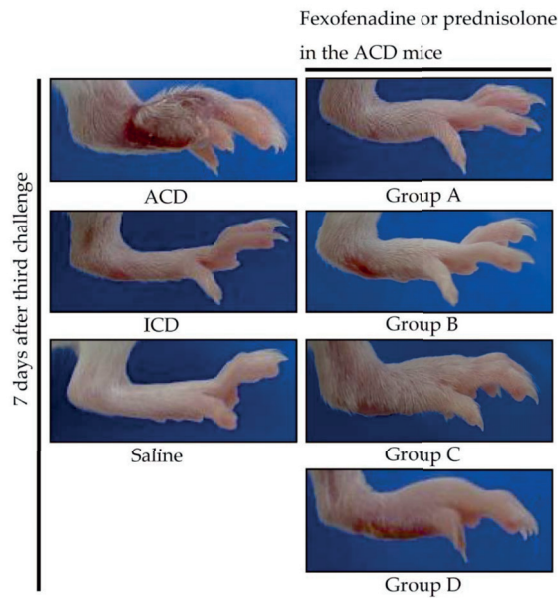 Fexofenadine or prednisolone
in the ACD mice
7 days after third challenge
ACD
Group A
ICD
Group B
Saline
Group C
Group D